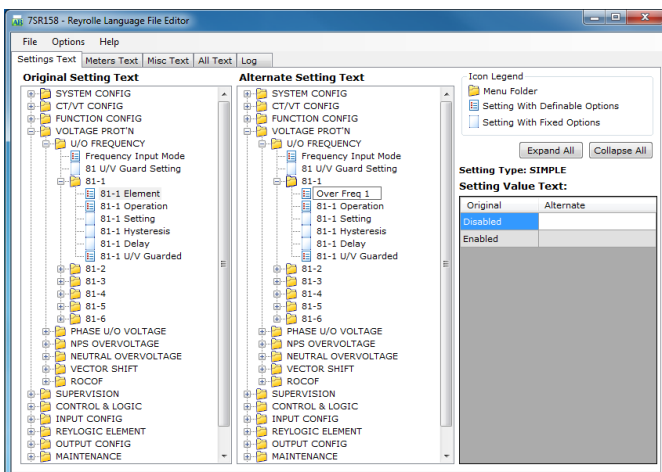 7SR158 - Reyrolle Language File Editor
File Options Help
Settings Text Meters Text Misc Text All Text Log
Original Setting Text
SYSTEM CONFIG
CT/VT CONFIG
FUNCTION CONFIG
VOLTAGE PROT'N
U/O FREQUENCY
Frequency Input Mode
81 U/V Guard Setting
81-1
81-1 Element
81-1 Operation
81-1 Setting
81-1 Hysteresis
81-1 Delay
81-1 U/V Guarded
81-2
81-3
81-4
81-5
81-6
PHASE U/O VOLTAGE
NPS OVERVOLTAGE
NEUTRAL OVERVOLTAGE
VECTOR SHIFT
ROCOF
SUPERVISION
CONTROL & LOGIC
INPUT CONFIG
REYLOGIC ELEMENT
OUTPUT CONFIG
MAINTENANCE
Alternate Setting Text
SYSTEM CONFIG
CT/VT CONFIG
FUNCTION CONFIG
VOLTAGE PROT'N
U/O FREQUENCY
Frequency Input Mode
81 U/V Guard Setting
81-1
Over Freq 1
81-1 Operation
81-1 Setting
81-1 Hysteresis
81-1 Delay
81-1 U/V Guarded
81-2
81-3
81-4
81-5
81-6
PHASE U/O VOLTAGE
NPS OVERVOLTAGE
NEUTRAL OVERVOLTAGE
VECTOR SHIFT
ROCOF
SUPERVISION
CONTROL & LOGIC
INPUT CONFIG
REYLOGIC ELEMENT
OUTPUT CONFIG
MAINTENANCE
Icon Legend
Menu Folder
Setting With Definable Options
Setting With Fixed Options
Expand All Collapse All
Setting Type: SIMPLE
Setting Value Text:
Original Alternate
Disabled
Enabled